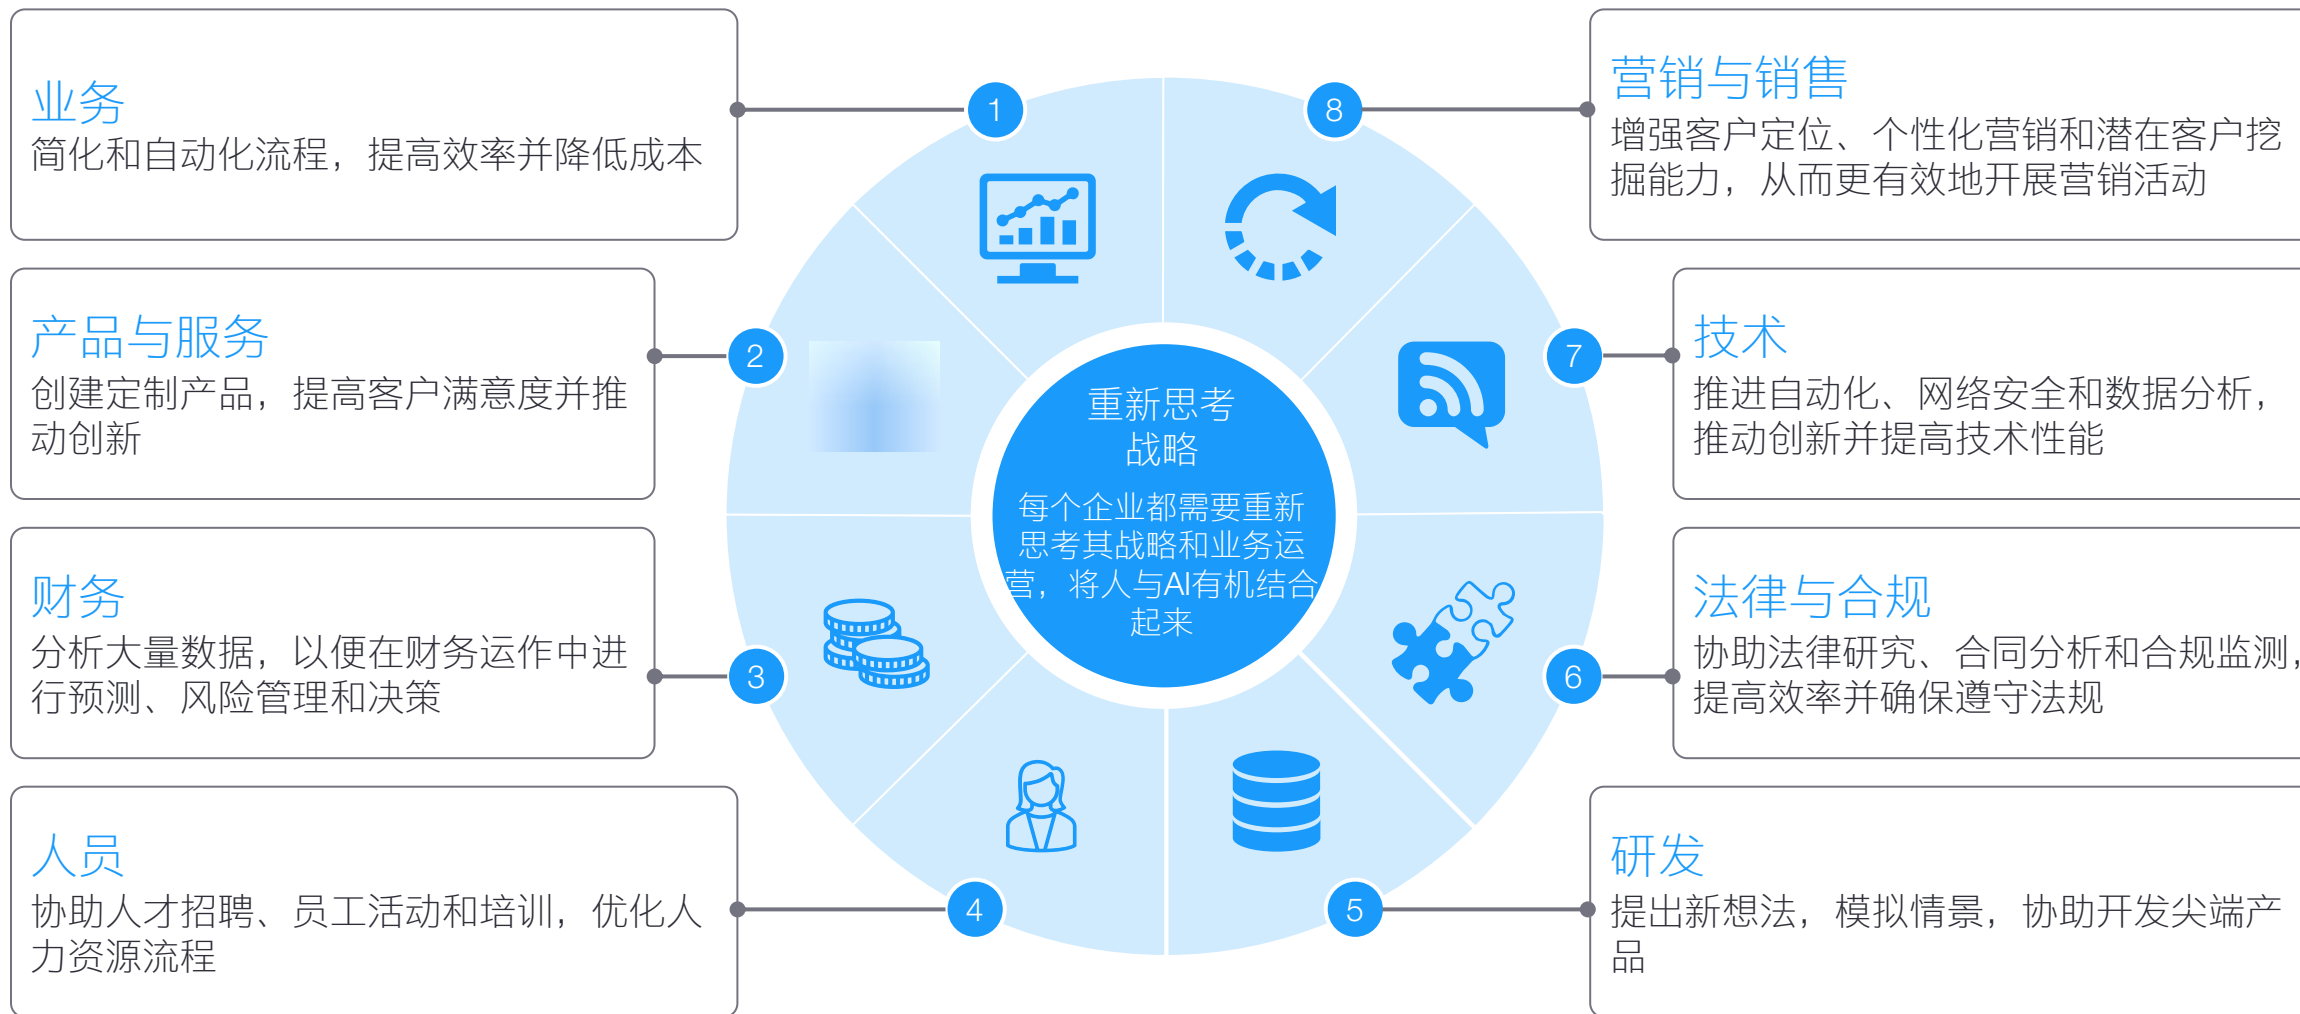 业务
简化和自动化流程，提高效率并降低成本
1
产品与服务
创建定制产品，提高客户满意度并推
动创新
2
财务
分析大量数据，以便在财务运作中进
行预测、风险管理和决策
3
人员
协助人才招聘、员工活动和培训，优化人
力资源流程
4
重新思考
战略
每个企业都需要重新
思考其战略和业务运
营，将人与AI有机结合
起来
8
营销与销售
增强客户定位、个性化营销和潜在客户挖
掘能力，从而更有效地开展营销活动
7
技术
推进自动化、网络安全和数据分析，
推动创新并提高技术性能
6
法律与合规
协助法律研究、合同分析和合规监测，
提高效率并确保遵守法规
5
研发
提出新想法，模拟情景，协助开发尖端产
品